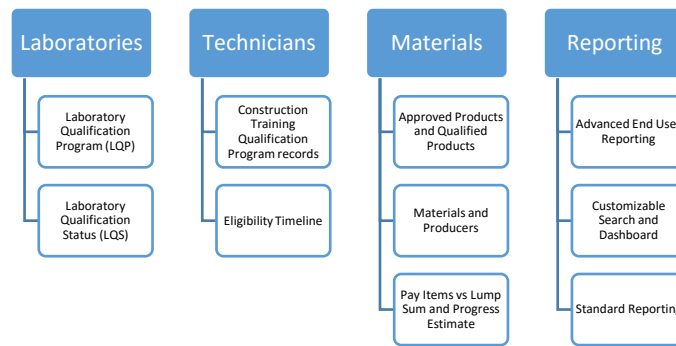 Laboratories
Laboratory
Qualification
Program (LQP)
Laboratory
Qualification
Status (LQS)
Technicians
Construction
Training
Qualification
Program records
Eligibility Timeline
Materials
Approved Products
and Qualified
Products
Materials and
Producers
Pay Items vs Lump
Sum and Progress
Estimate
Reporting
Advanced End Use
Reporting
Customizable
Search and
Dashboard
Standard Reporting